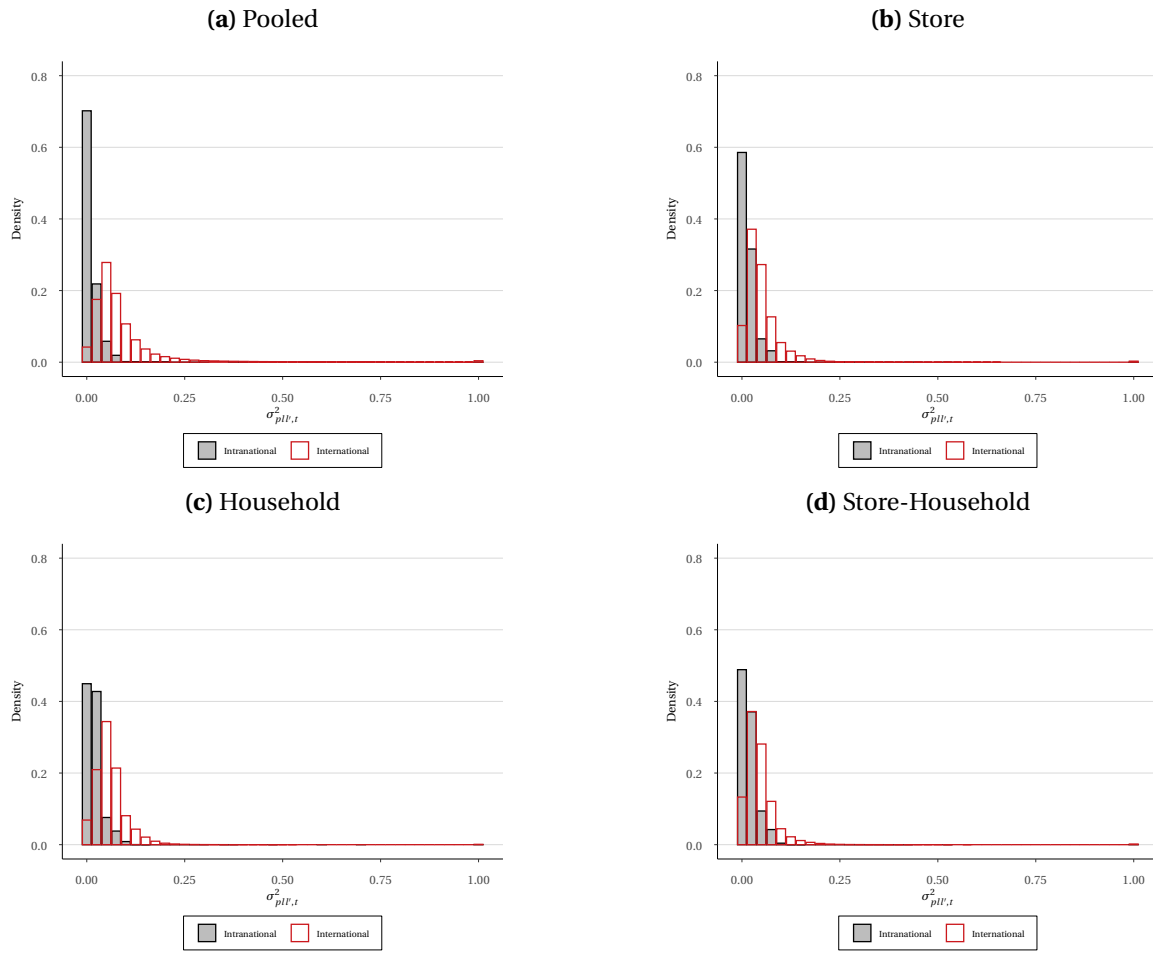 (a) Pooled
0.8
0.6
0.4
0.2
0.0
Density
0.00 0.25 0.50 0.75 1.00
σ²ₚₗₗ′,ₜ
Intranational International
(b) Store
0.8
0.6
0.4
0.2
0.0
Density
0.00 0.25 0.50 0.75 1.00
σ²ₚₗₗ′,ₜ
Intranational International
(c) Household
0.8
0.6
0.4
0.2
0.0
Density
0.00 0.25 0.50 0.75 1.00
σ²ₚₗₗ′,ₜ
Intranational International
(d) Store-Household
0.8
0.6
0.4
0.2
0.0
Density
0.00 0.25 0.50 0.75 1.00
σ²ₚₗₗ′,ₜ
Intranational International